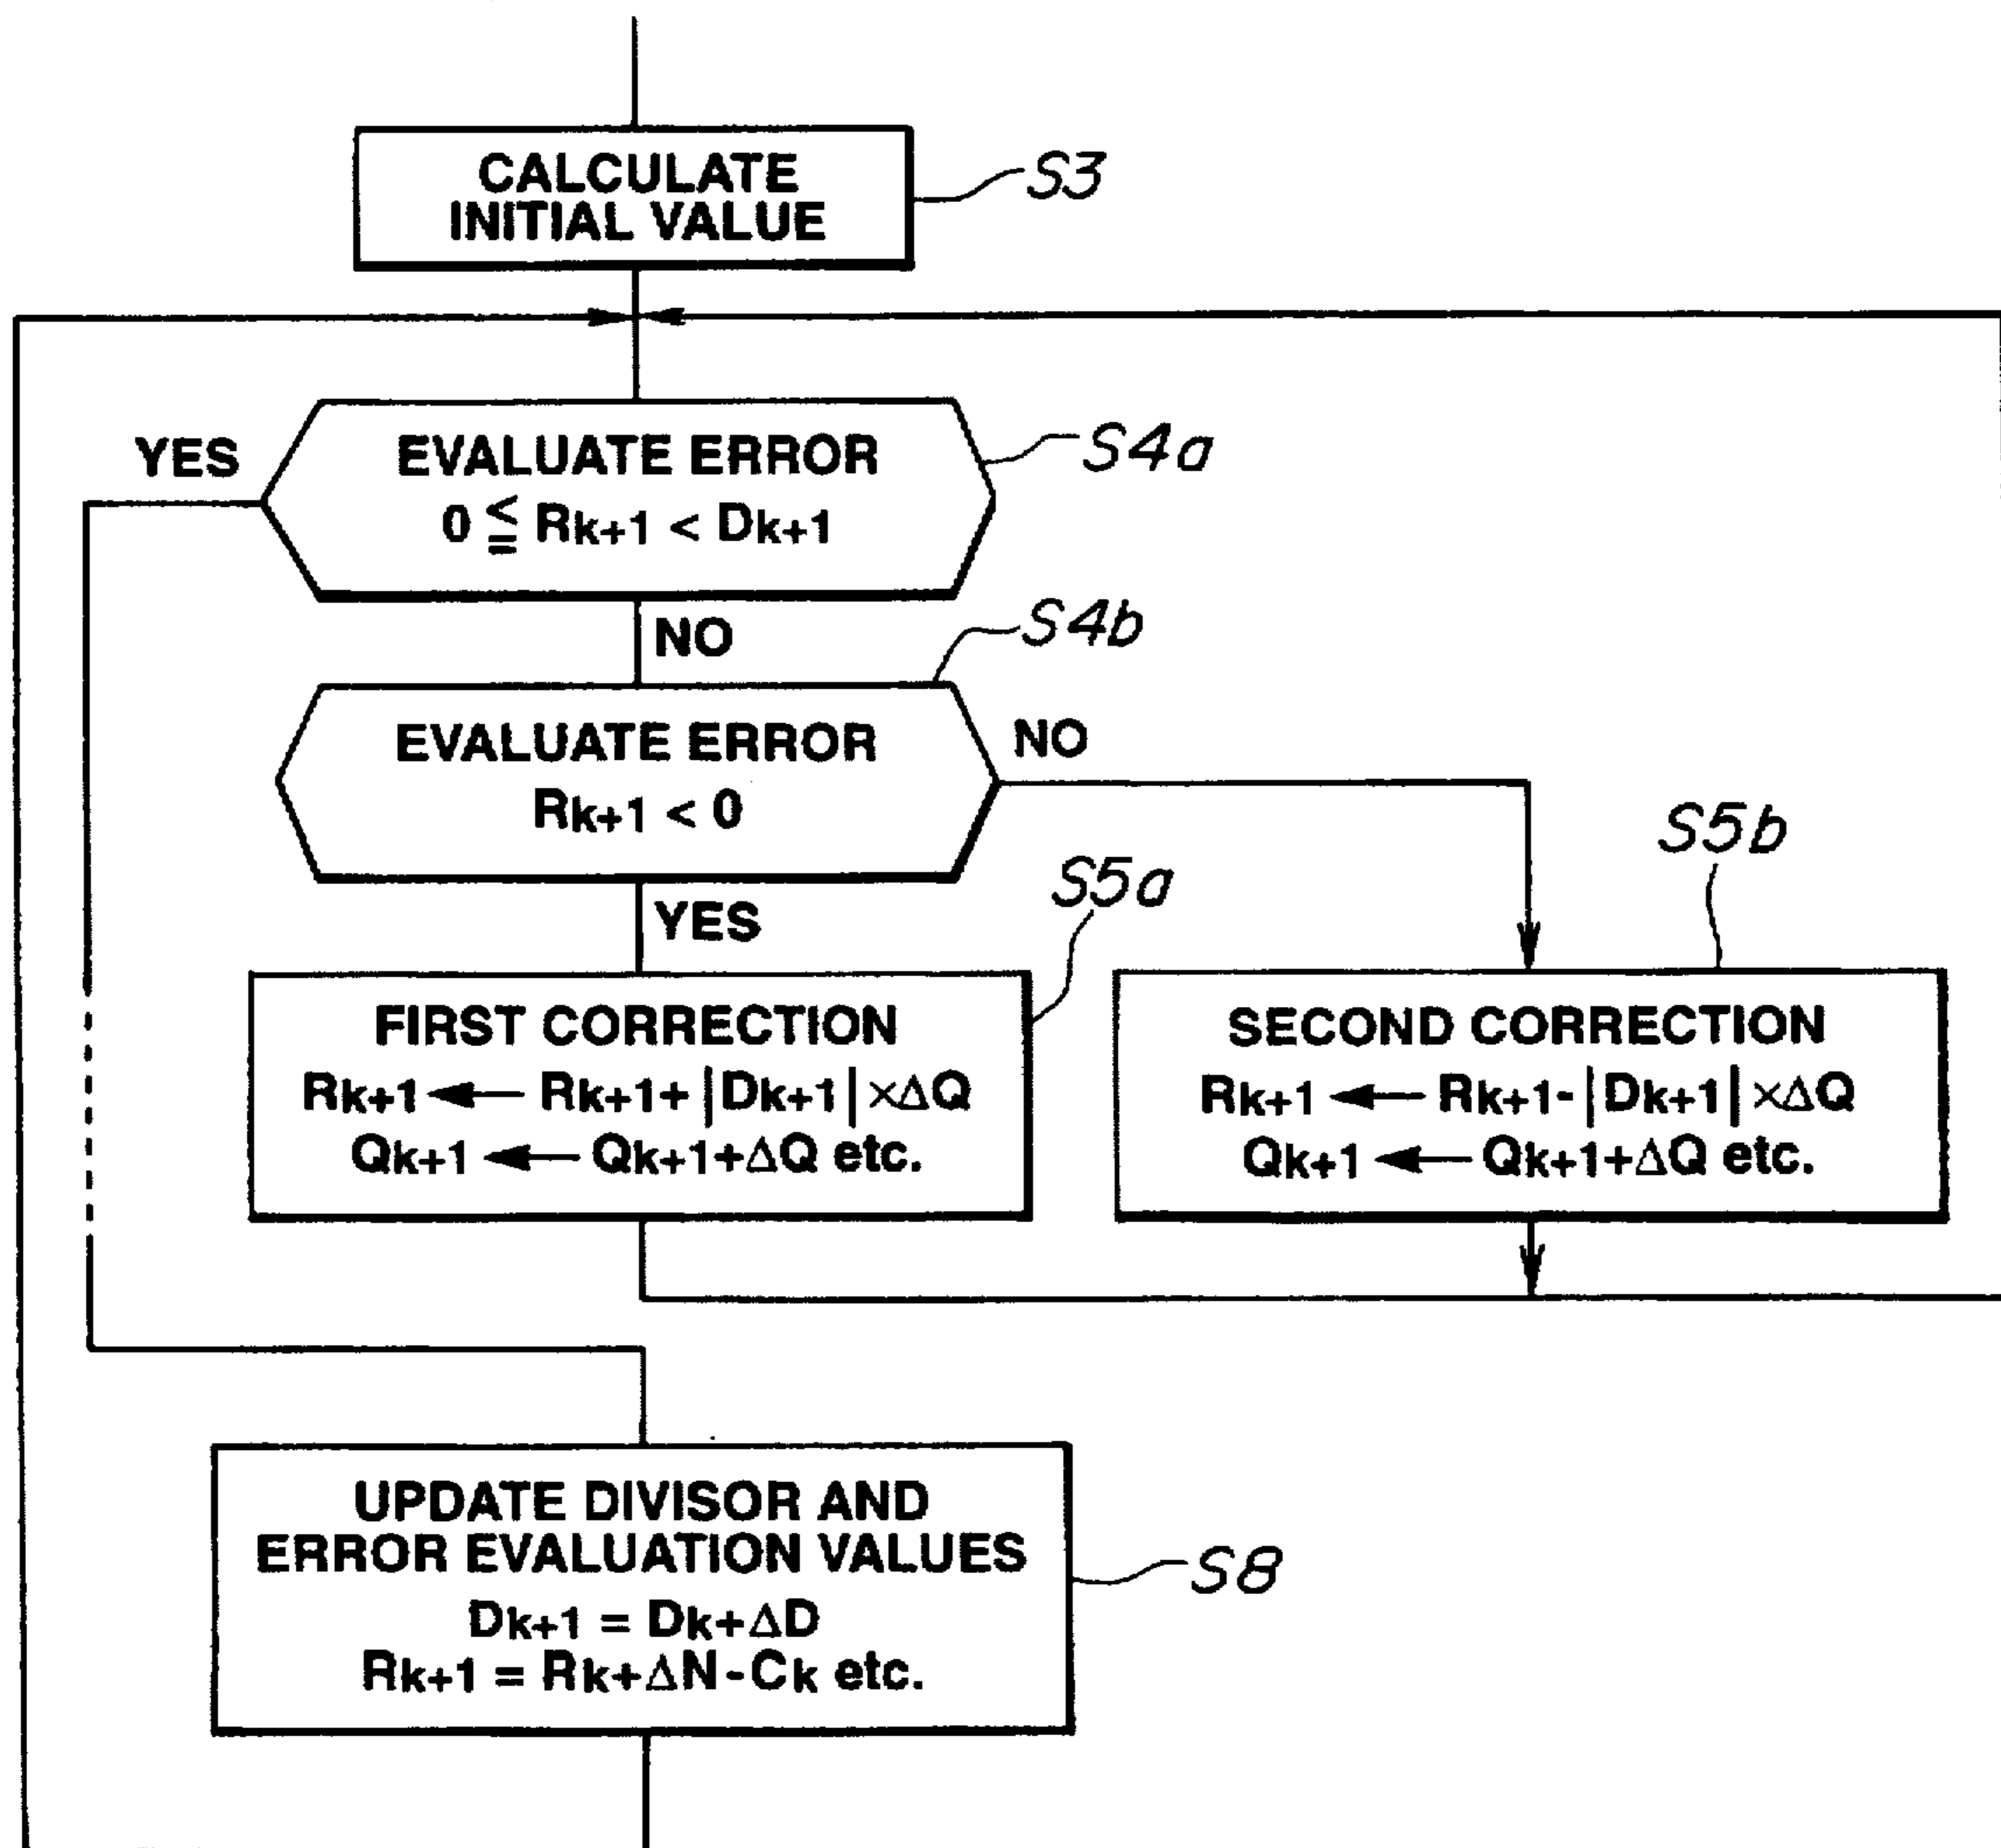 CALCULATE
INITIAL VALUE
S3
YES
EVALUATE ERROR
0 ≦ Rk+1 < Dk+1
S4a
NO
S4b
EVALUATE ERROR
Rk+1 < 0
NO
YES
S5a
S5b
FIRST CORRECTION
Rk+1 ← Rk+1+|Dk+1|×ΔQ
Qk+1 ← Qk+1+ΔQ etc.
SECOND CORRECTION
Rk+1 ← Rk+1-|Dk+1|×ΔQ
Qk+1 ← Qk+1+ΔQ etc.
UPDATE DIVISOR AND
ERROR EVALUATION VALUES
Dk+1 = Dk+ΔD
Rk+1 = Rk+ΔN-Ck etc.
S8